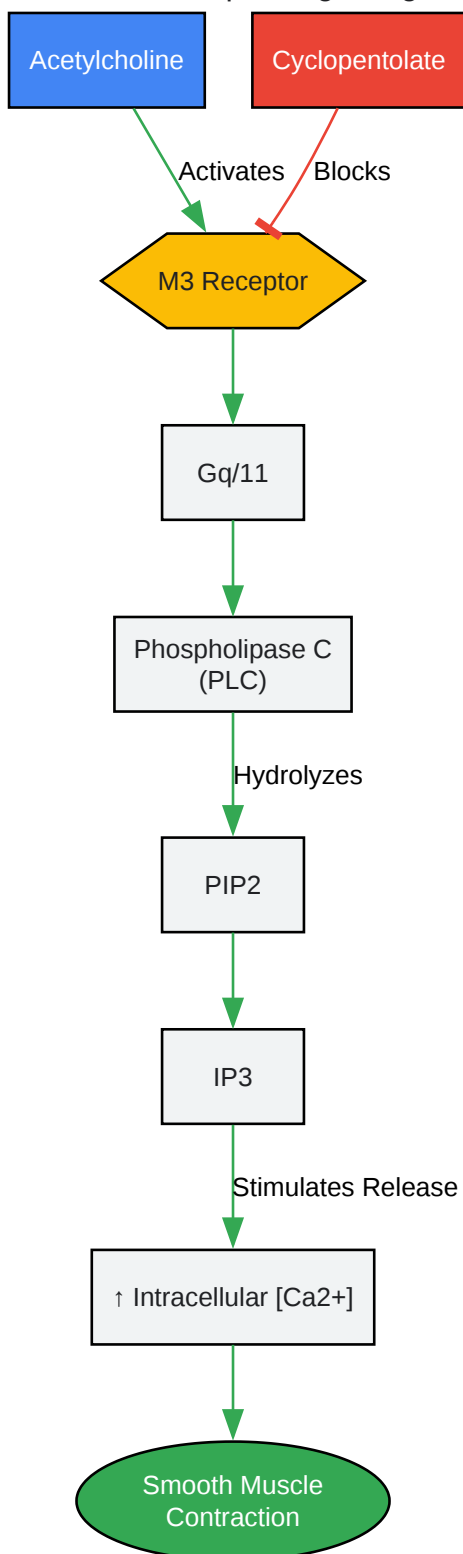 Acetylcholine
Cyclopentolate
Activates
Blocks
M3 Receptor
Gq/11
Phospholipase C
(PLC)
Hydrolyzes
PIP2
IP3
Stimulates Release
↑ Intracellular [Ca2+]
Smooth Muscle
Contraction